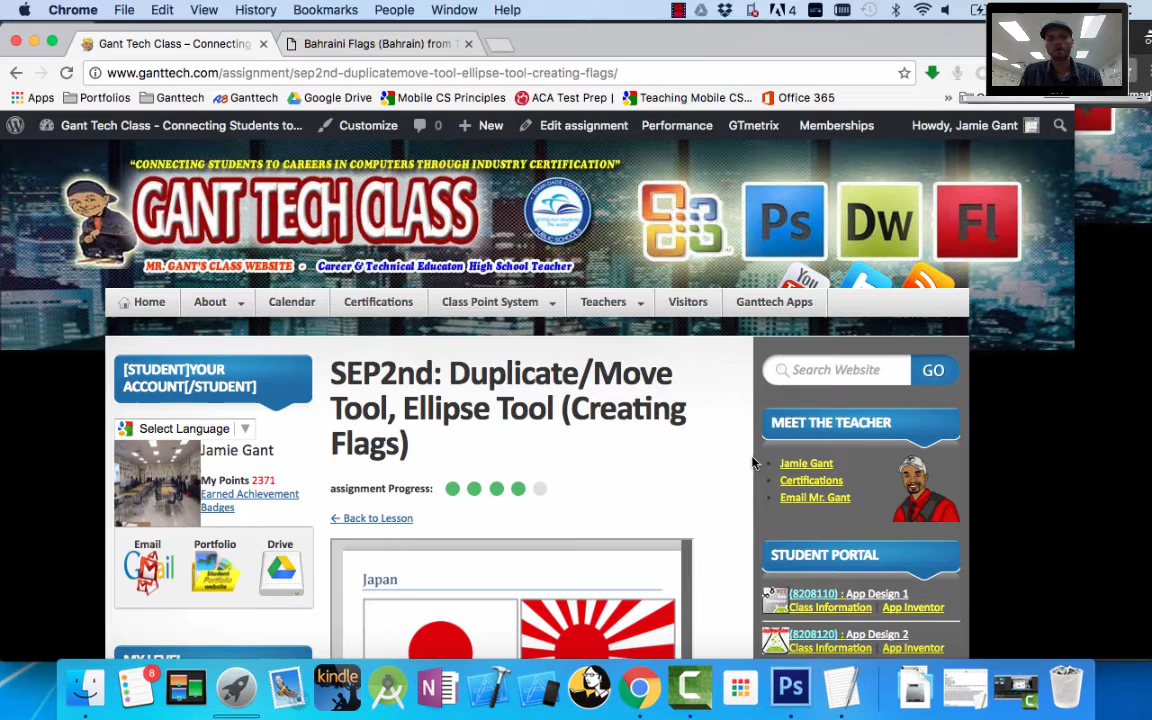 Chrome File Edit View History Bookmarks People Window Help
4
Gant Tech Class – Connecting
Bahraini Flags (Bahrain) from T
www.ganttech.com/assignment/sep2nd-duplicatemove-tool-ellipse-tool-creating-flags/
Apps Portfolios Ganttech Ganttech Google Drive Mobile CS Principles ACA Test Prep | Teaching Mobile CS... Office 365 »
Gant Tech Class - Connecting Students to... Customize 0 New Edit assignment Performance GTmetrix Memberships Howdy, Jamie Gant
"CONNECTING STUDENTS TO CAREERS IN COMPUTERS THROUGH INDUSTRY CERTIFICATION"
GANT TECH CLASS
Ps Dw Fl
MR. GANT'S CLASS WEBSITE Career & Technicatl Educaton High School Teacher
You
Home About Calendar Certifications Class Point System Teachers Visitors Ganttech Apps
[STUDENT]YOUR
ACCOUNT[/STUDENT]
Select Language
Jamie Gant
My Points 2371
Earned Achievement
Badges
Email Portfolio Drive
SEP2nd: Duplicate/Move
Tool, Ellipse Tool (Creating
Flags)
assignment Progress:
← Back to Lesson
Japan
Search Website GO
MEET THE TEACHER
Jamie Gant
Certifications
Email Mr. Gant
STUDENT PORTAL
(8208110) : App Design 1
Class Information | App Inventor
(8208120) : App Design 2
Class Information | App Inventor
8
kindle
Ps